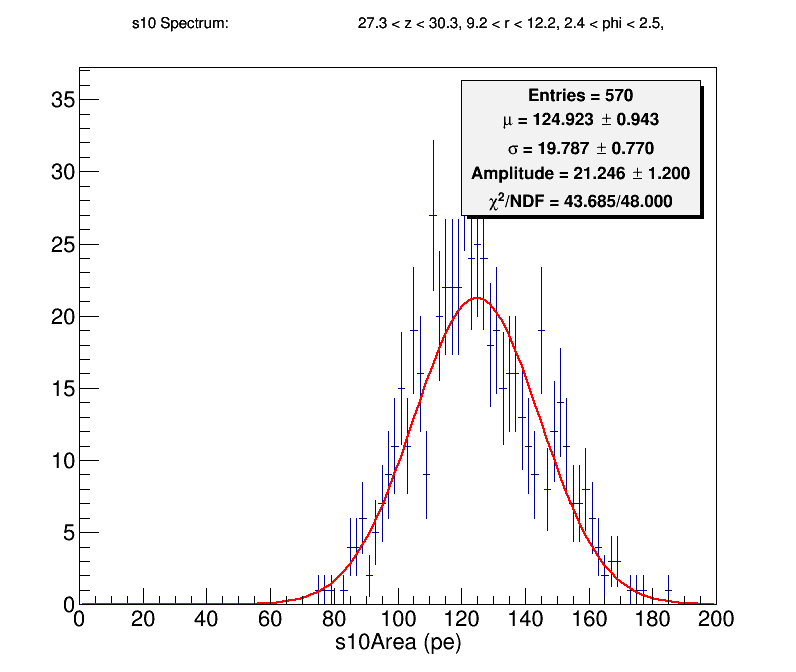 s10 Spectrum: 27.3 < z < 30.3, 9.2 < r < 12.2, 2.4 < phi < 2.5,
Entries = 570
μ = 124.923 ± 0.943
σ = 19.787 ± 0.770
Amplitude = 21.246 ± 1.200
χ²/NDF = 43.685/48.000
35
30
25
20
15
10
5
0
0 20 40 60 80 100 120 140 160 180 200
s10Area (pe)